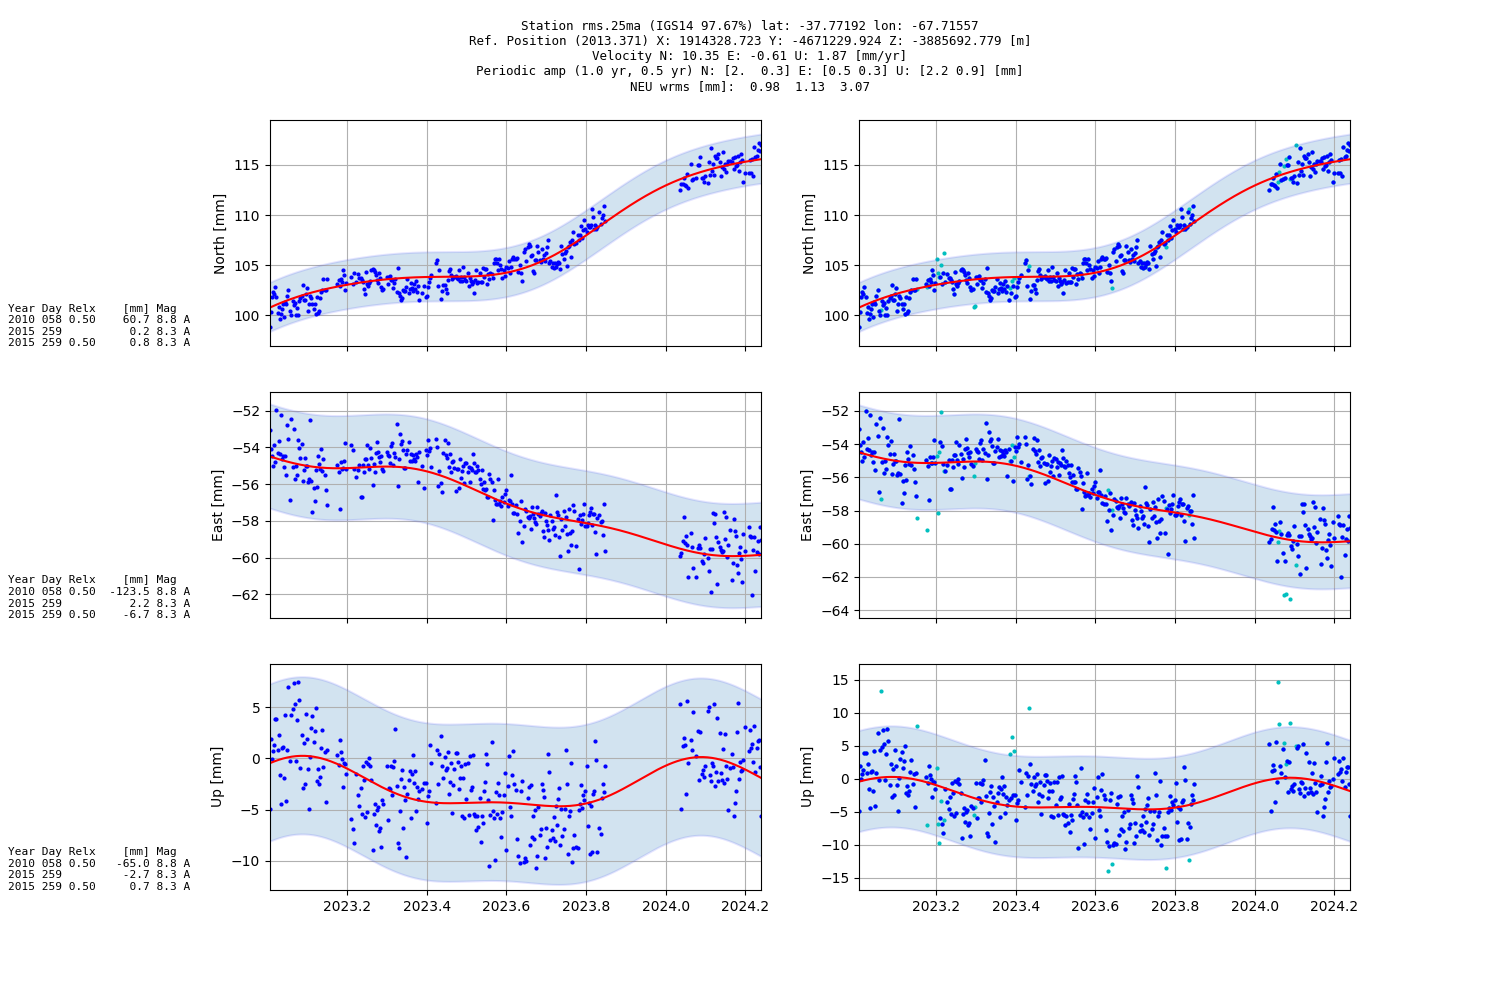 Station rms.25ma (IGS14 97.67%) lat: -37.77192 lon: -67.71557
Ref. Position (2013.371) X: 1914328.723 Y: -4671229.924 Z: -3885692.779 [m]
Velocity N: 10.35 E: -0.61 U: 1.87 [mm/yr]
Periodic amp (1.0 yr, 0.5 yr) N: [2.  0.3] E: [0.5 0.3] U: [2.2 0.9] [mm]
NEU wrms [mm]:  0.98  1.13  3.07
Year Day Relx    [mm] Mag
2010 058 0.50    60.7 8.8 A
2015 259          0.2 8.3 A
2015 259 0.50     0.8 8.3 A
North [mm]
115
110
105
100
North [mm]
115
110
105
100
Year Day Relx    [mm] Mag
2010 058 0.50  -123.5 8.8 A
2015 259          2.2 8.3 A
2015 259 0.50    -6.7 8.3 A
East [mm]
−52
−54
−56
−58
−60
−62
East [mm]
−52
−54
−56
−58
−60
−62
−64
Year Day Relx    [mm] Mag
2010 058 0.50   -65.0 8.8 A
2015 259         -2.7 8.3 A
2015 259 0.50     0.7 8.3 A
Up [mm]
5
0
−5
−10
2023.2 2023.4 2023.6 2023.8 2024.0 2024.2
Up [mm]
15
10
5
0
−5
−10
−15
2023.2 2023.4 2023.6 2023.8 2024.0 2024.2